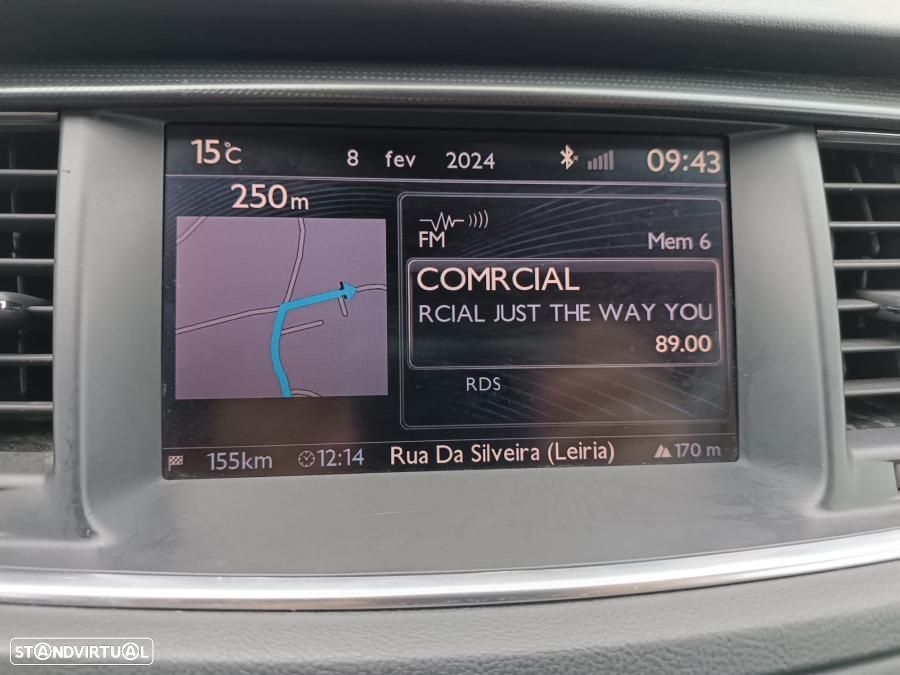 15°C 8 fev 2024 09:43
250m
FM
Mem 6
COMRCIAL
RCIAL JUST THE WAY YOU
89.00
RDS
155km 12:14 Rua Da Silveira (Leiria) 170 m
STANDVIRTUAL